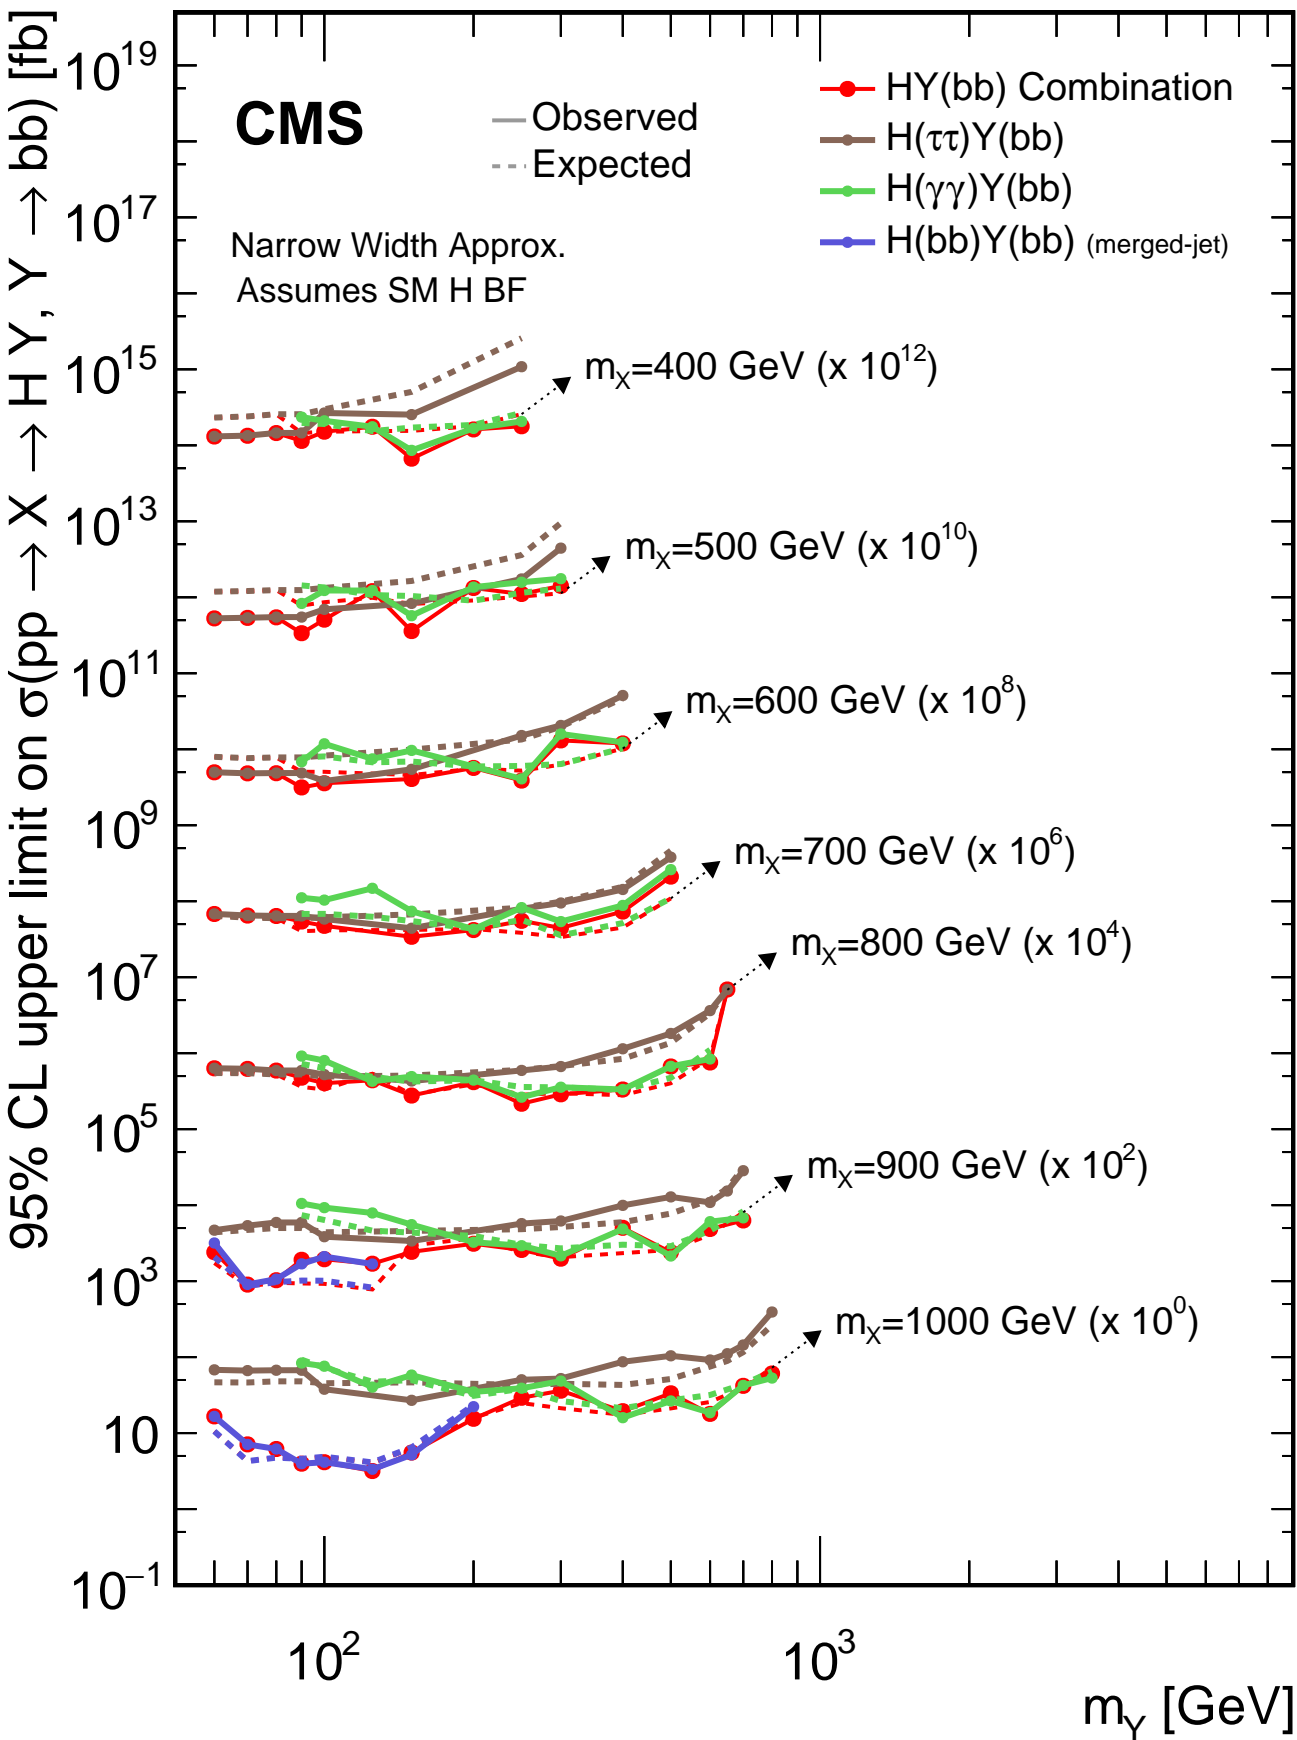 95% CL upper limit on σ(pp → X → H Y, Y → bb) [fb]
10^19
10^17
10^15
10^13
10^11
10^9
10^7
10^5
10^3
10
10^−1
CMS
Observed
Expected
HY(bb) Combination
H(ττ)Y(bb)
H(γγ)Y(bb)
H(bb)Y(bb) (merged-jet)
Narrow Width Approx.
Assumes SM H BF
m_X=400 GeV (x 10^12)
m_X=500 GeV (x 10^10)
m_X=600 GeV (x 10^8)
m_X=700 GeV (x 10^6)
m_X=800 GeV (x 10^4)
m_X=900 GeV (x 10^2)
m_X=1000 GeV (x 10^0)
10^2
10^3
m_Y [GeV]